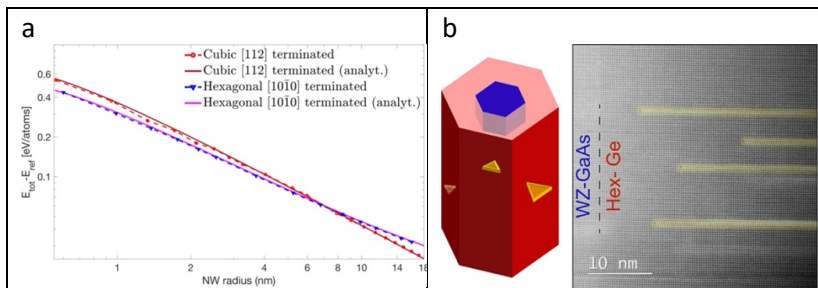 a
Cubic [112] terminated
Cubic [112] terminated (analyt.)
Hexagonal [101̄0] terminated
Hexagonal [101̄0] terminated (analyt.)
0.6
0.4
0.2
0.1
E_tot-E_ref [eV/atoms]
1 2 4 6 8 10 12 14 18
NW radius (nm)
b
WZ-GaAs
Hex- Ge
10 nm